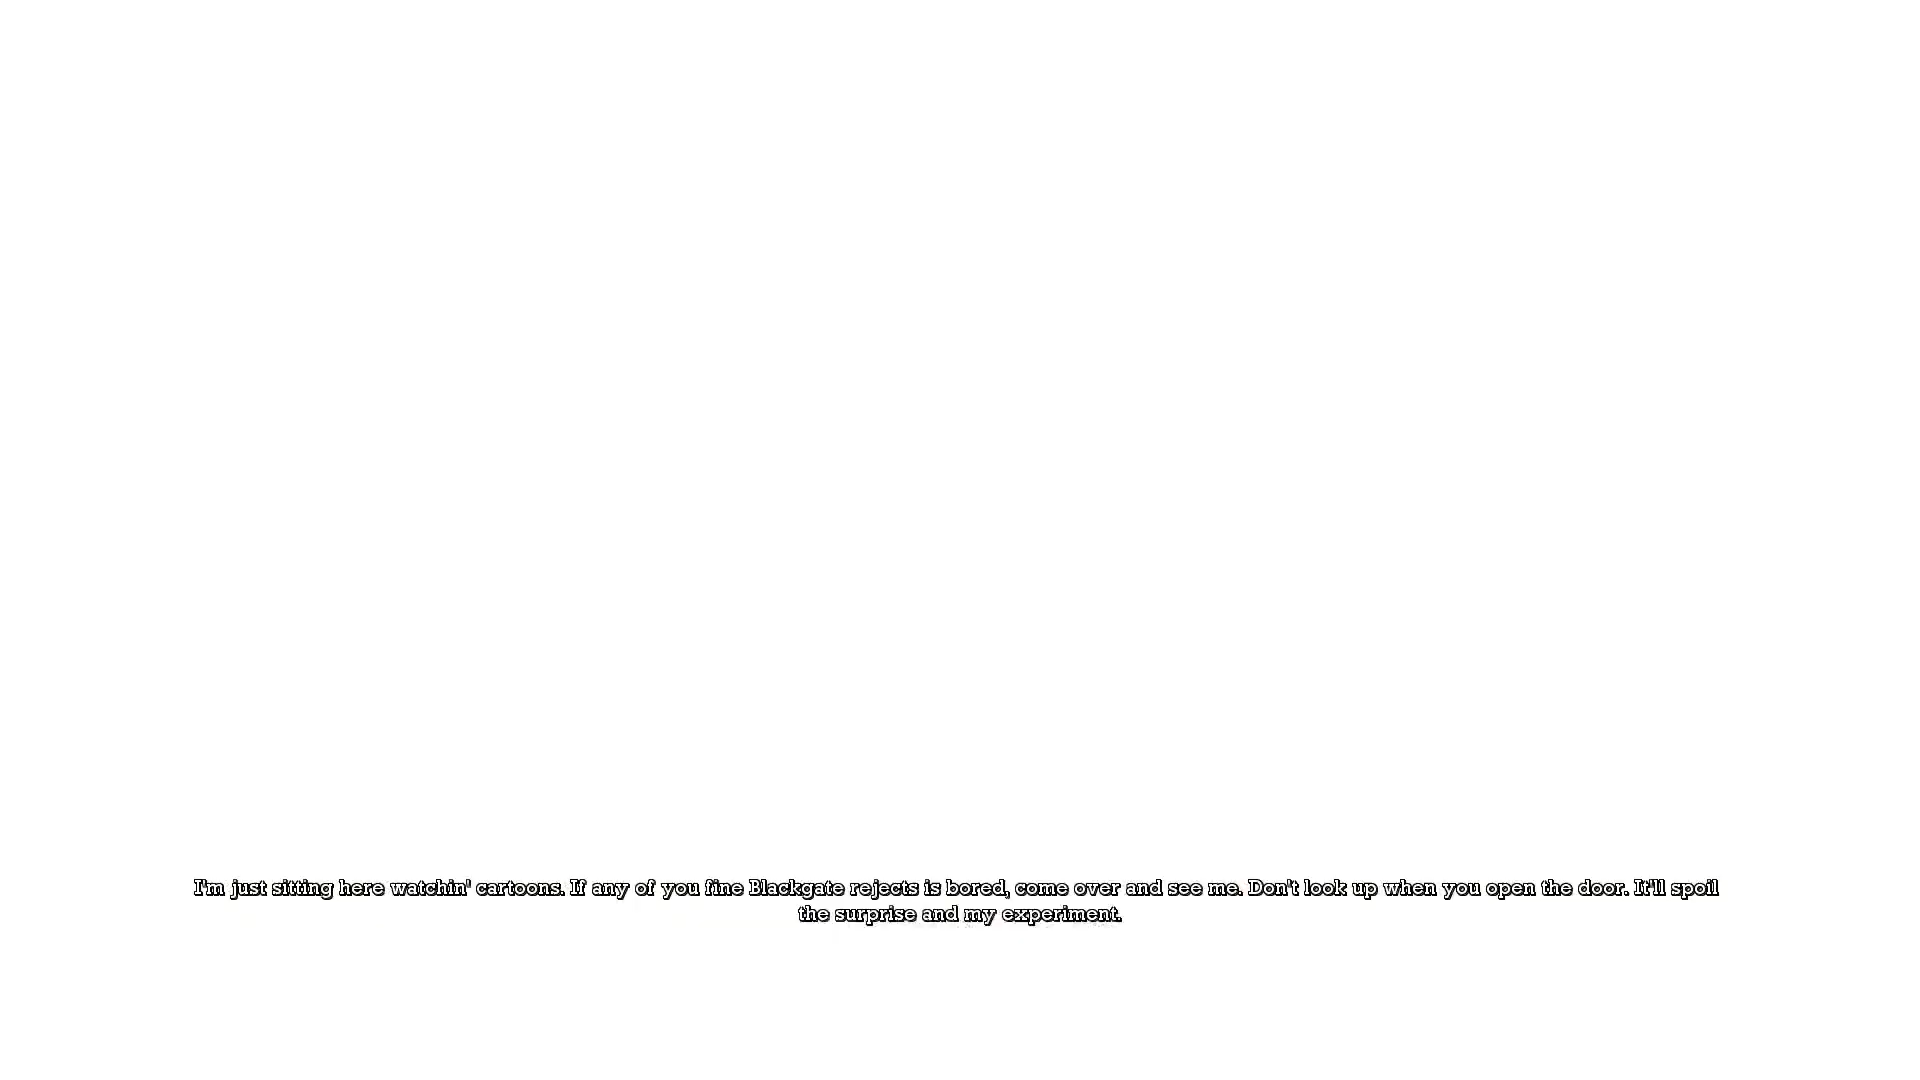 I'm just sitting here watchin' cartoons. If any of you fine Blackgate rejects is bored, come over and see me. Don't look up when you open the door. It'll spoil
the surprise and my experiment.